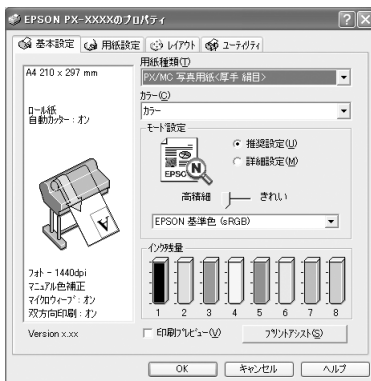 EPSON PX-XXXXのプロパティ
基本設定 用紙設定 レイアウト ユーティリティ
A4 210 x 297 mm
ロール紙
自動カッター : オン
フォト - 1440dpi
マニュアル色補正
マイクロウィーブ : オン
双方向印刷 : オン
Version x.xx
用紙種類(T)
PX/MC 写真用紙<厚手 絹目>
カラー(C)
カラー
モード設定
EPSO
N
推奨設定(U)
詳細設定(M)
高精細 きれい
EPSON 基準色 (sRGB)
インク残量
1 2 3 4 5 6 7 8
印刷プレビュー(V)
プリントアシスト(S)
OK キャンセル ヘルプ